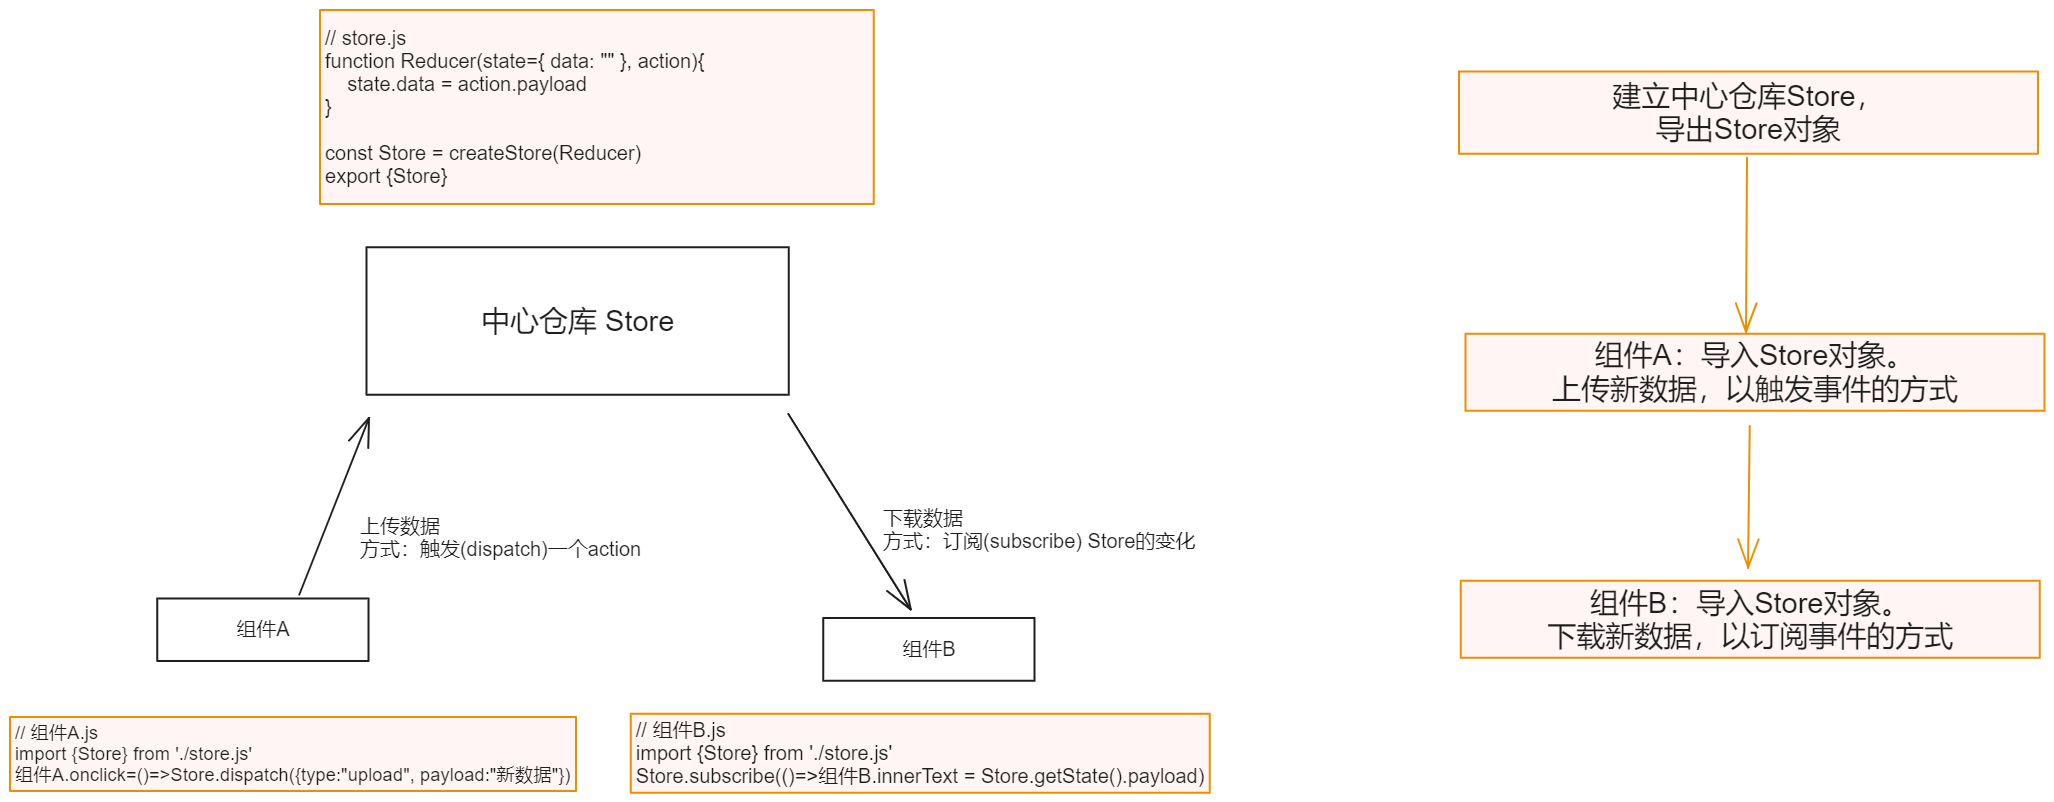 // store.js
function Reducer(state={ data: "" }, action){
    state.data = action.payload
}
const Store = createStore(Reducer)
export {Store}
中心仓库 Store
上传数据
方式：触发(dispatch)一个action
下载数据
方式：订阅(subscribe) Store的变化
组件A
组件B
// 组件A.js
import {Store} from './store.js'
组件A.onclick=()=>Store.dispatch({type:"upload", payload:"新数据"})
// 组件B.js
import {Store} from './store.js'
Store.subscribe(()=>组件B.innerText = Store.getState().payload)
建立中心仓库Store，
导出Store对象
组件A：导入Store对象。
上传新数据，以触发事件的方式
组件B：导入Store对象。
下载新数据，以订阅事件的方式